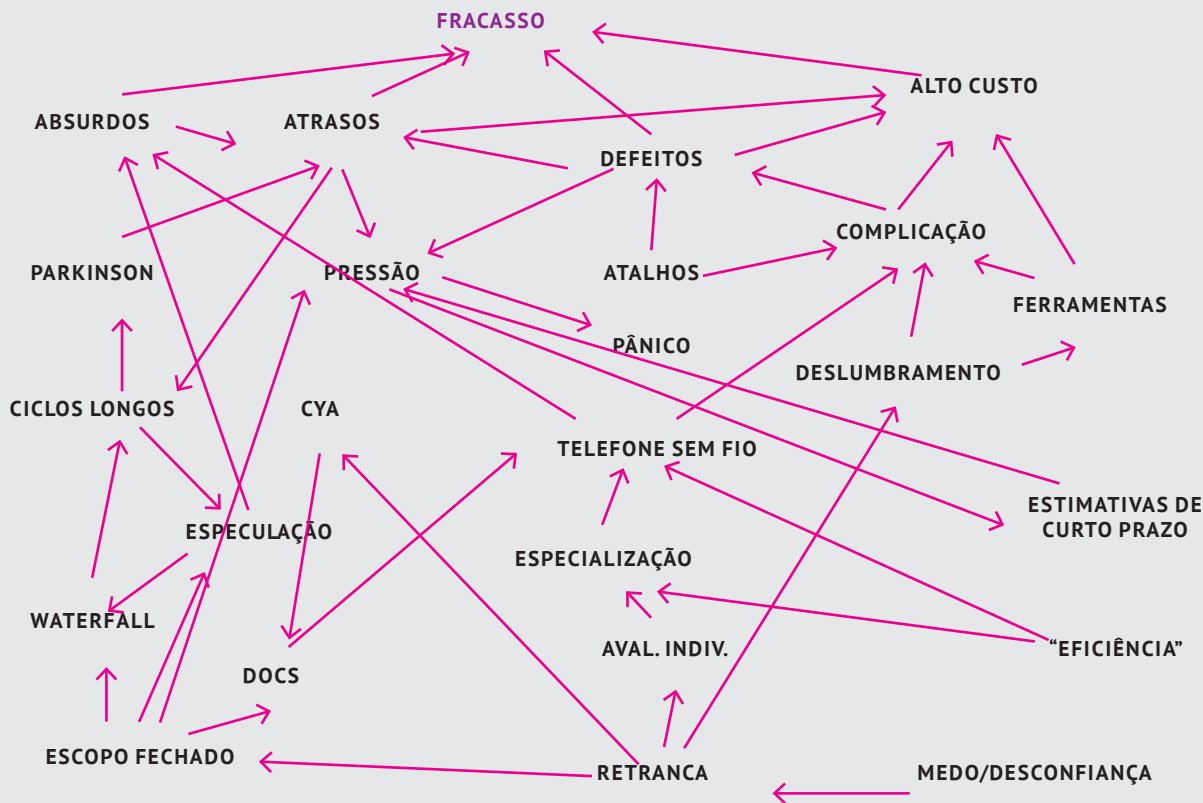 FRACASSO
ALTO CUSTO
ABSURDOS
ATRASOS
DEFEITOS
COMPLICAÇÃO
PARKINSON
PRESSÃO
ATALHOS
FERRAMENTAS
PÂNICO
DESLUMBRAMENTO
CICLOS LONGOS
CYA
TELEFONE SEM FIO
ESTIMATIVAS DE
CURTO PRAZO
ESPECULAÇÃO
ESPECIALIZAÇÃO
WATERFALL
AVAL. INDIV.
“EFICIÊNCIA”
DOCS
ESCOPO FECHADO
RETRANCA
MEDO/DESCONFIANÇA